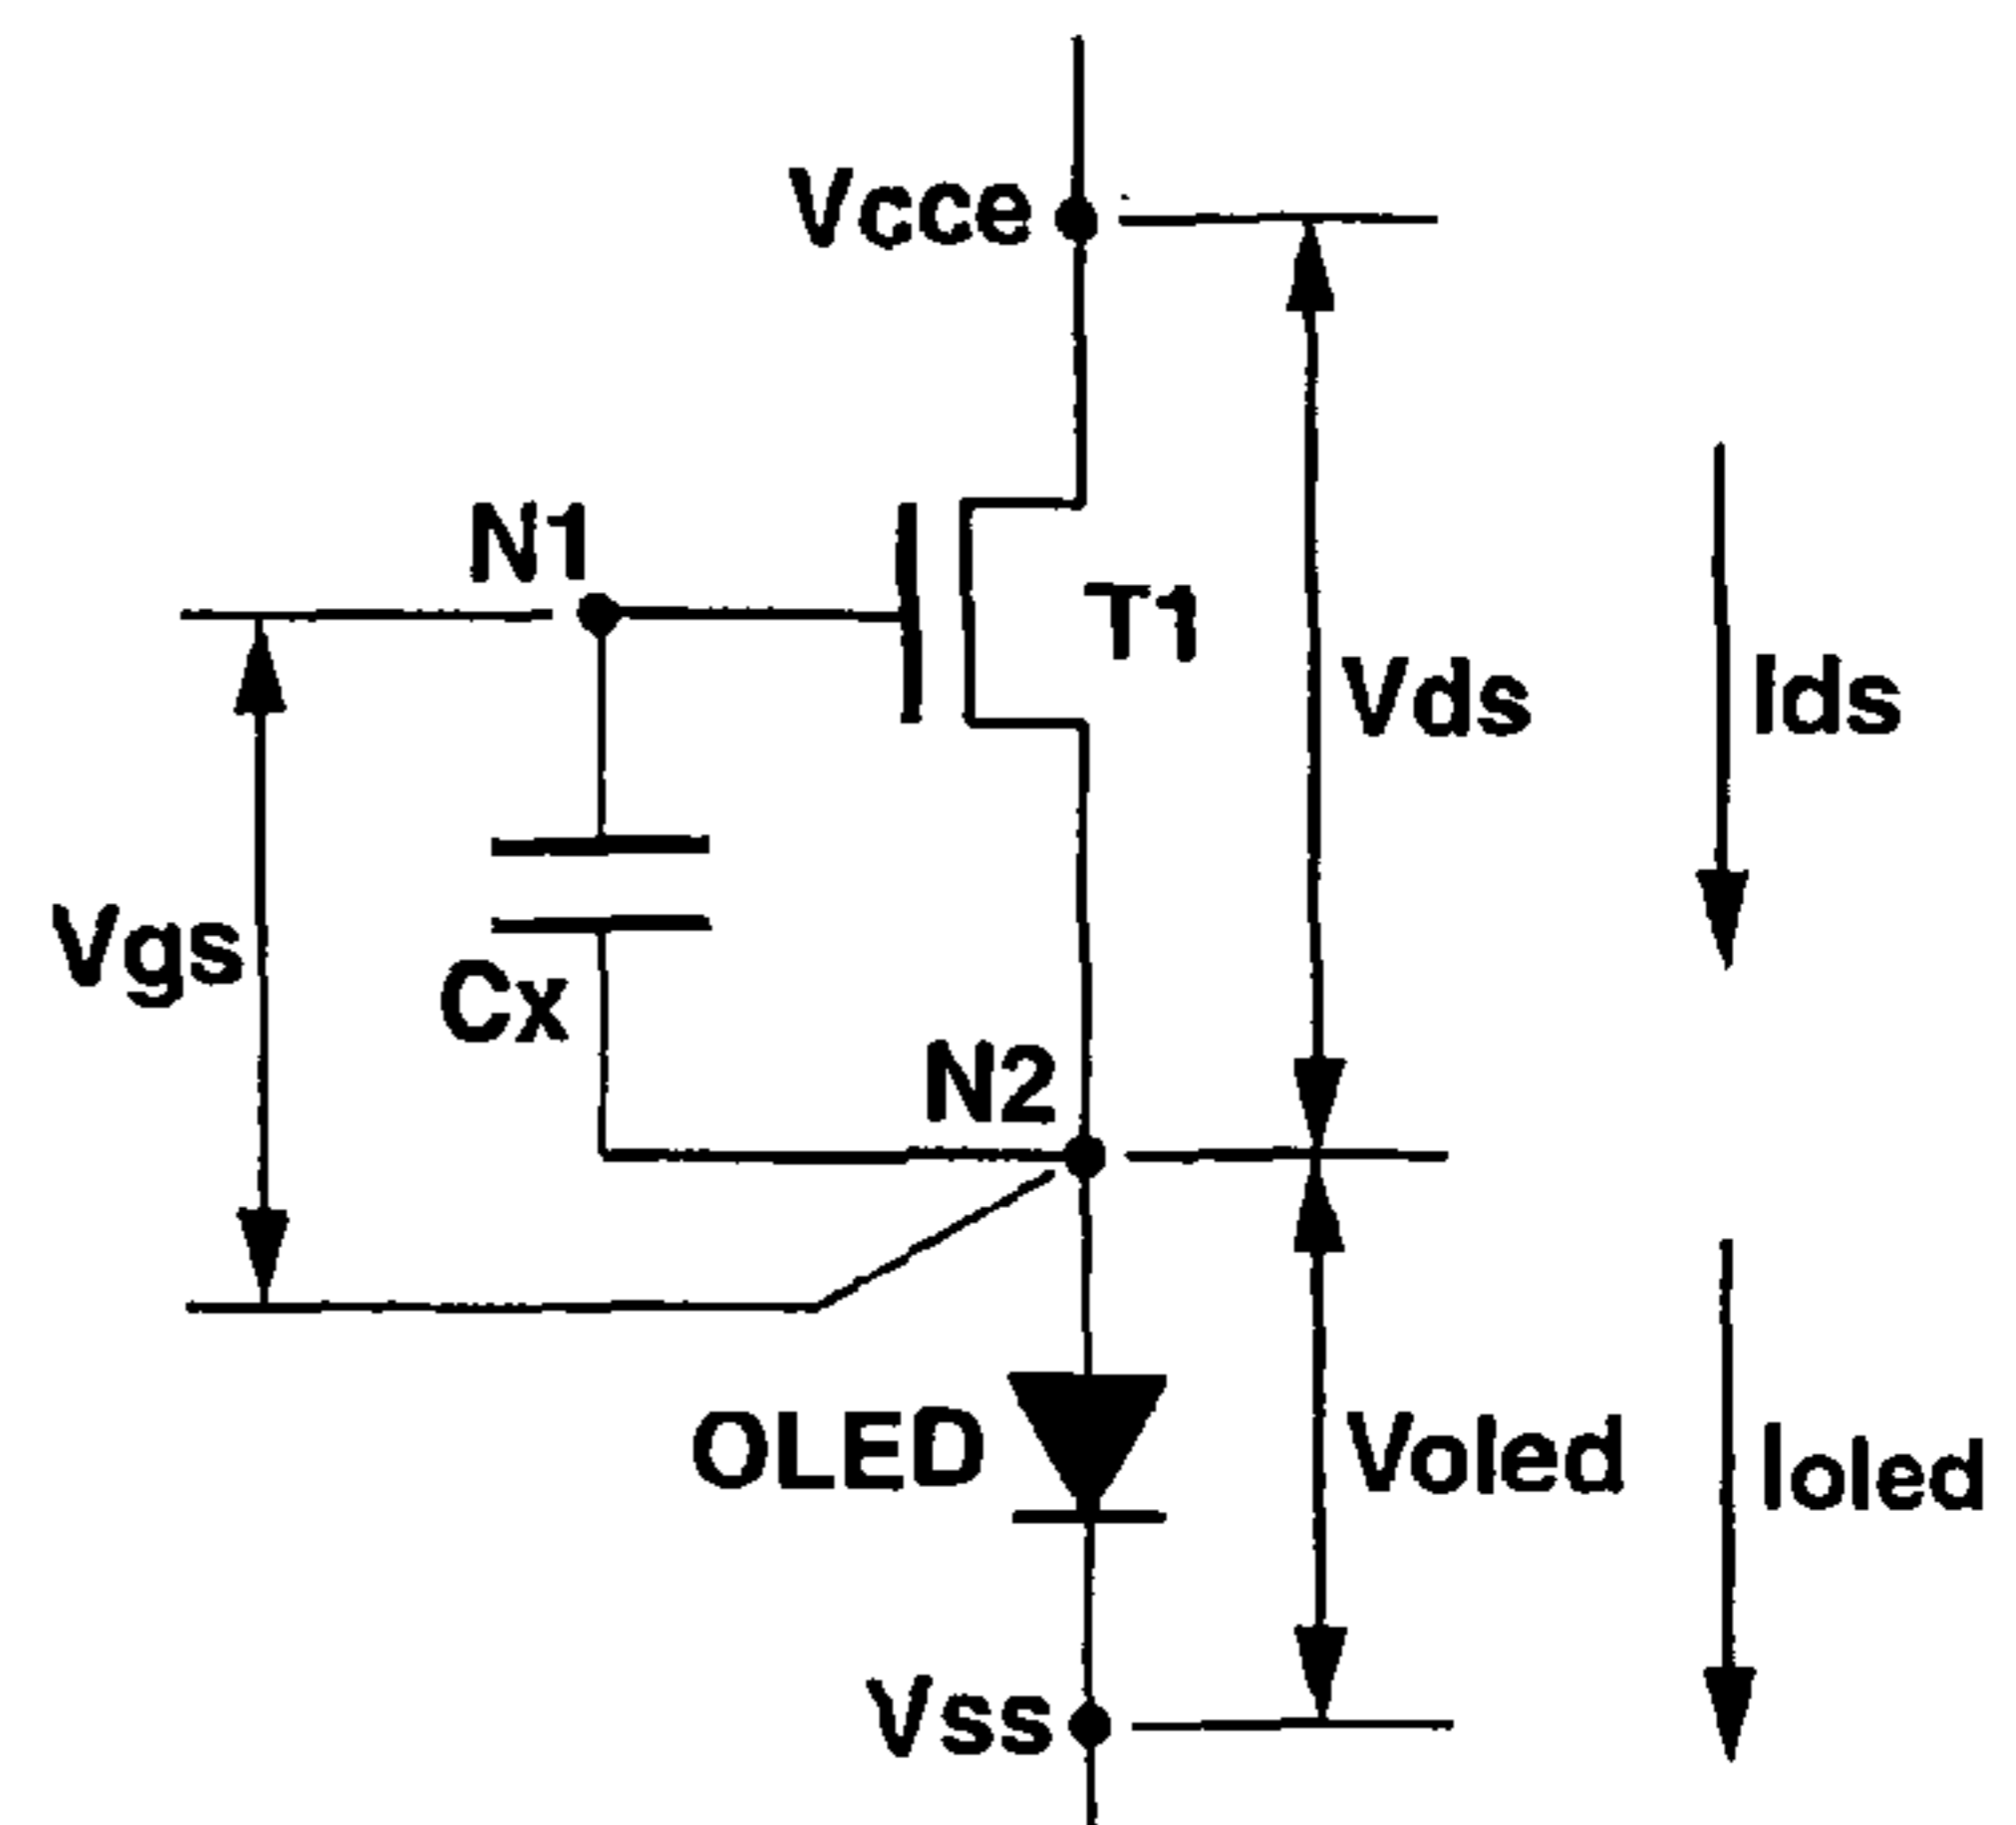 Vcce
N1
T1
Vds
Ids
Vgs
Cx
N2
OLED
Voled
Ioled
Vss